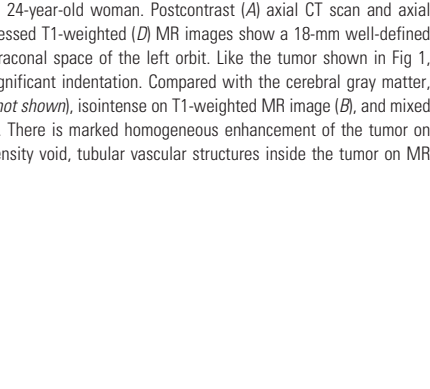 24-year-old woman. Postcontrast (A) axial CT scan and axial
essed T1-weighted (D) MR images show a 18-mm well-defined
raconal space of the left orbit. Like the tumor shown in Fig 1,
gnificant indentation. Compared with the cerebral gray matter,
not shown), isointense on T1-weighted MR image (B), and mixed
. There is marked homogeneous enhancement of the tumor on
ensity void, tubular vascular structures inside the tumor on MR